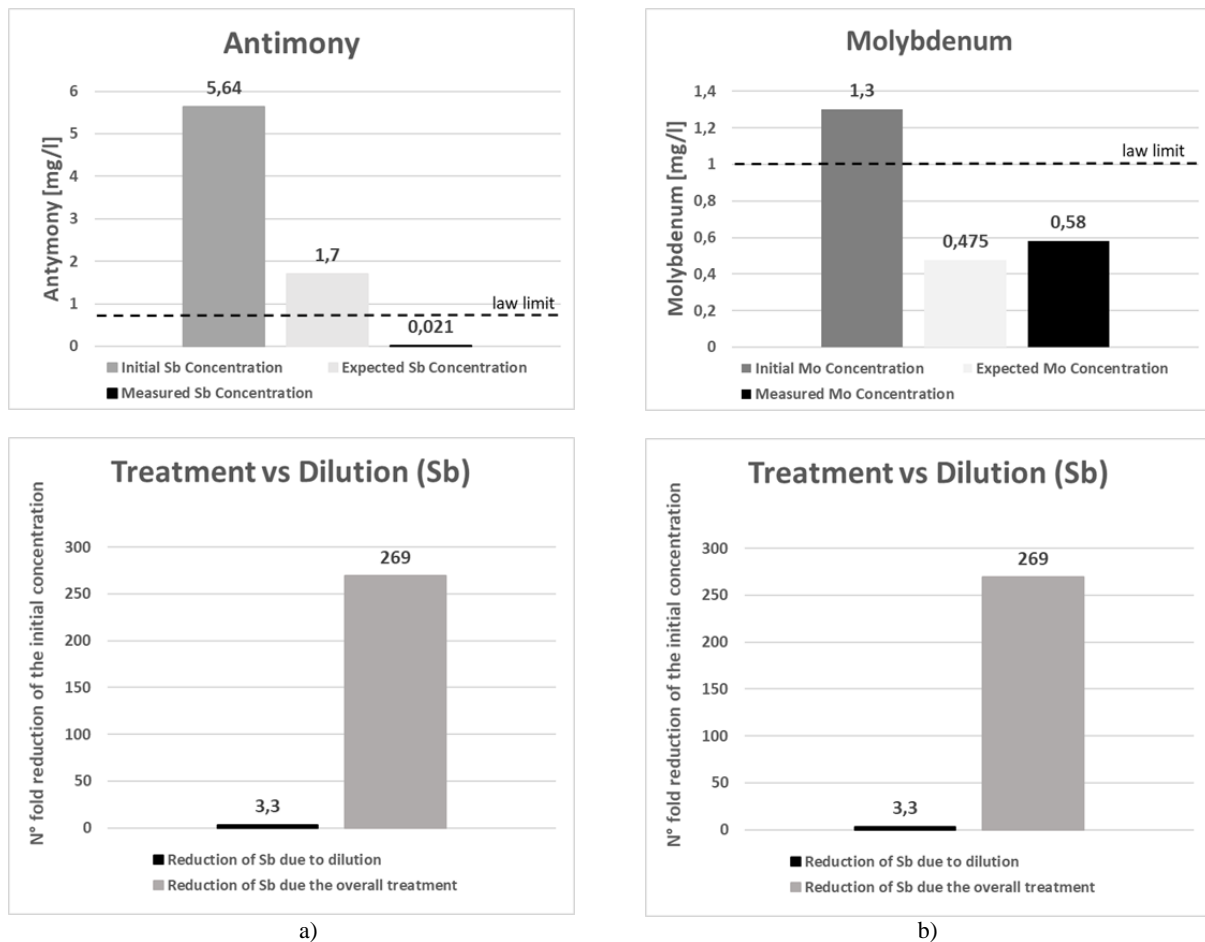 Antimony
Antymony [mg/l]
6
5
4
3
2
1
0
5,64
1,7
0,021
law limit
Initial Sb Concentration
Expected Sb Concentration
Measured Sb Concentration
Molybdenum
Molybdenum [mg/l]
1,4
1,2
1
0,8
0,6
0,4
0,2
0
1,3
0,475
0,58
law limit
Initial Mo Concentration
Expected Mo Concentration
Measured Mo Concentration
Treatment vs Dilution (Sb)
N° fold reduction of the initial concentration
300
250
200
150
100
50
0
3,3
269
Reduction of Sb due to dilution
Reduction of Sb due the overall treatment
a)
Treatment vs Dilution (Sb)
N° fold reduction of the initial concentration
300
250
200
150
100
50
0
3,3
269
Reduction of Sb due to dilution
Reduction of Sb due the overall treatment
b)